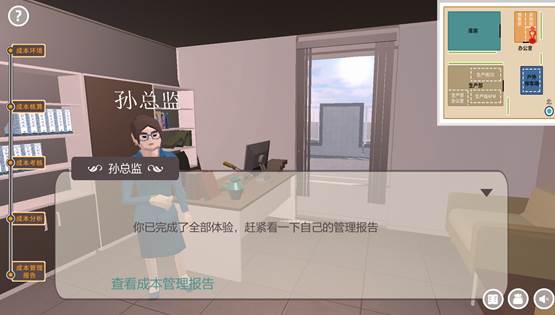 ?
成本环境
成本核算
成本考核
成本分析
成本管理
报告
孙总监
孙总监
你已完成了全部体验，赶紧看一下自己的管理报告
查看成本管理报告
办公室
北